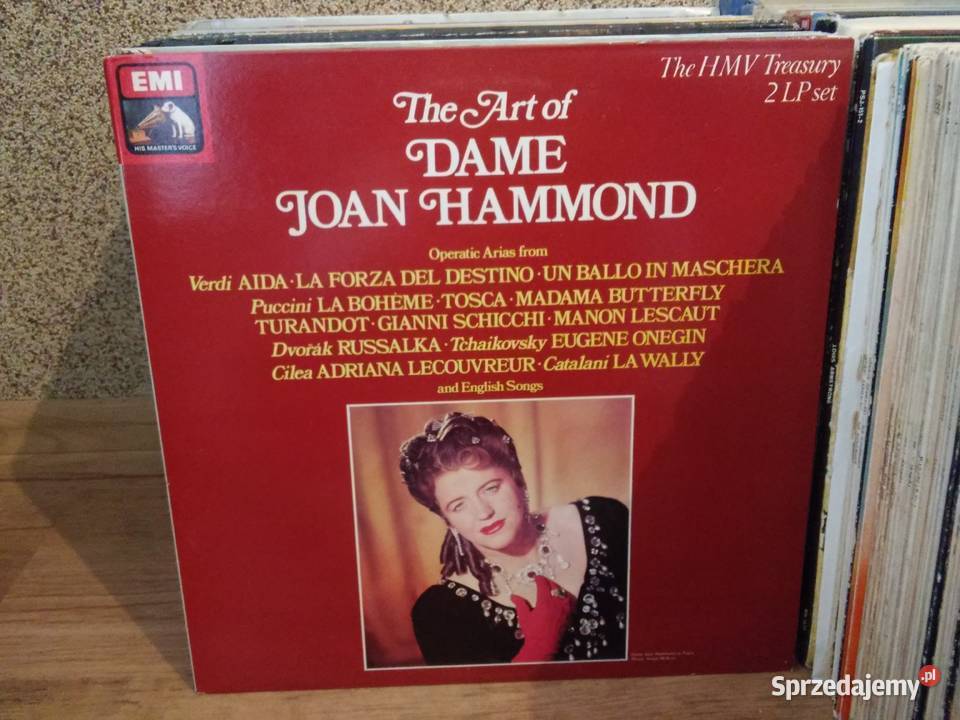 EMI
HIS MASTER'S VOICE
The HMV Treasury
2 LP set
The Art of
DAME
JOAN HAMMOND
Operatic Arias from
Verdi AIDA · LA FORZA DEL DESTINO · UN BALLO IN MASCHERA
Puccini LA BOHÈME · TOSCA · MADAMA BUTTERFLY
TURANDOT · GIANNI SCHICCHI · MANON LESCAUT
Dvořák RUSSALKA · Tchaikovsky EUGENE ONEGIN
Cilea ADRIANA LECOUVREUR · Catalani LA WALLY
and English Songs
LOUIS ARMSTRONG
Sprzedajemy.pl